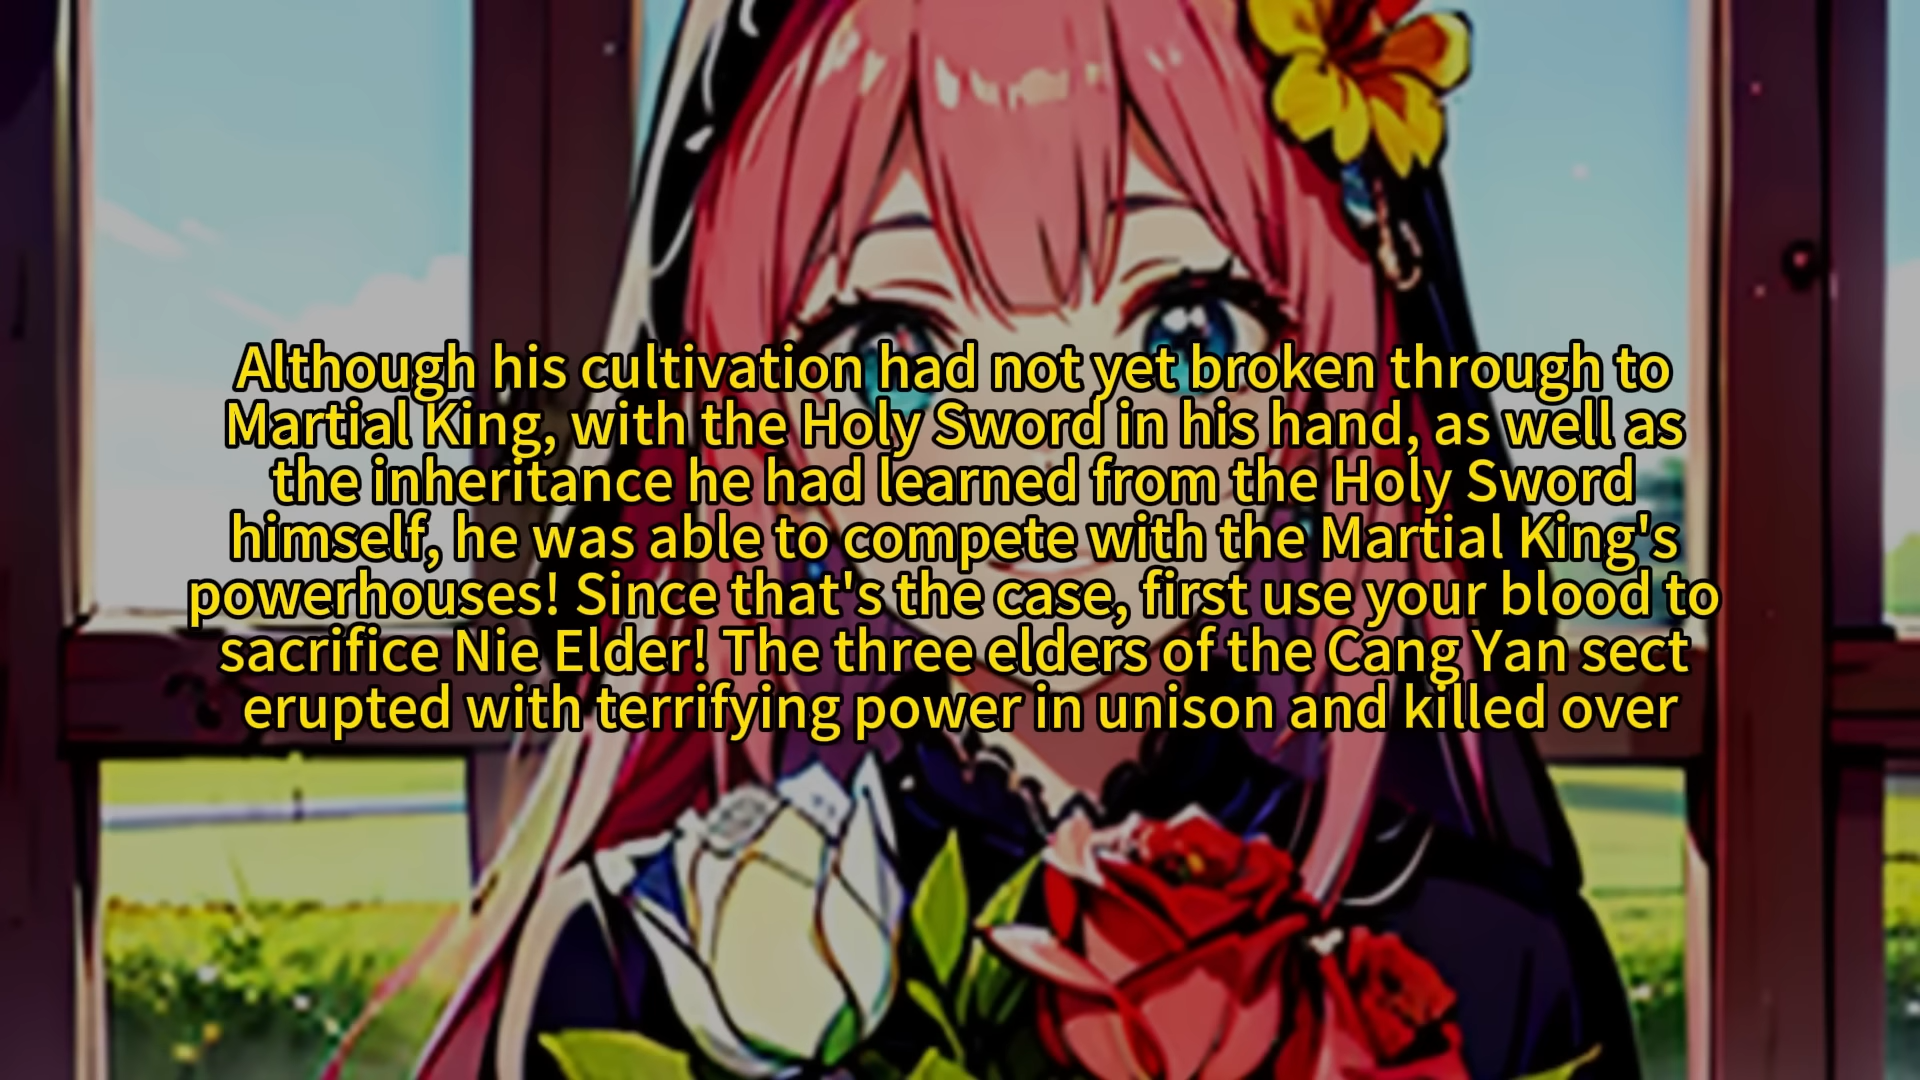 Although his cultivation had not yet broken through to
Martial King, with the Holy Sword in his hand, as well as
the inheritance he had learned from the Holy Sword
himself, he was able to compete with the Martial King's
powerhouses! Since that's the case, first use your blood to
sacrifice Nie Elder! The three elders of the Cang Yan sect
erupted with terrifying power in unison and killed over